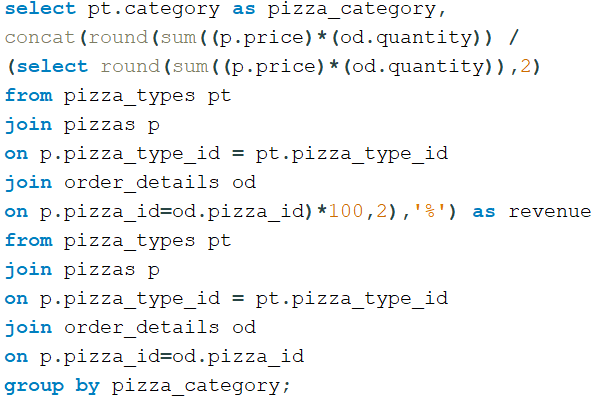 select pt.category as pizza_category,
concat(round(sum((p.price)*(od.quantity)) /
(select round(sum((p.price)*(od.quantity)),2)
from pizza_types pt
join pizzas p
on p.pizza_type_id = pt.pizza_type_id
join order_details od
on p.pizza_id=od.pizza_id)*100,2),'%') as revenue
from pizza_types pt
join pizzas p
on p.pizza_type_id = pt.pizza_type_id
join order_details od
on p.pizza_id=od.pizza_id
group by pizza_category;